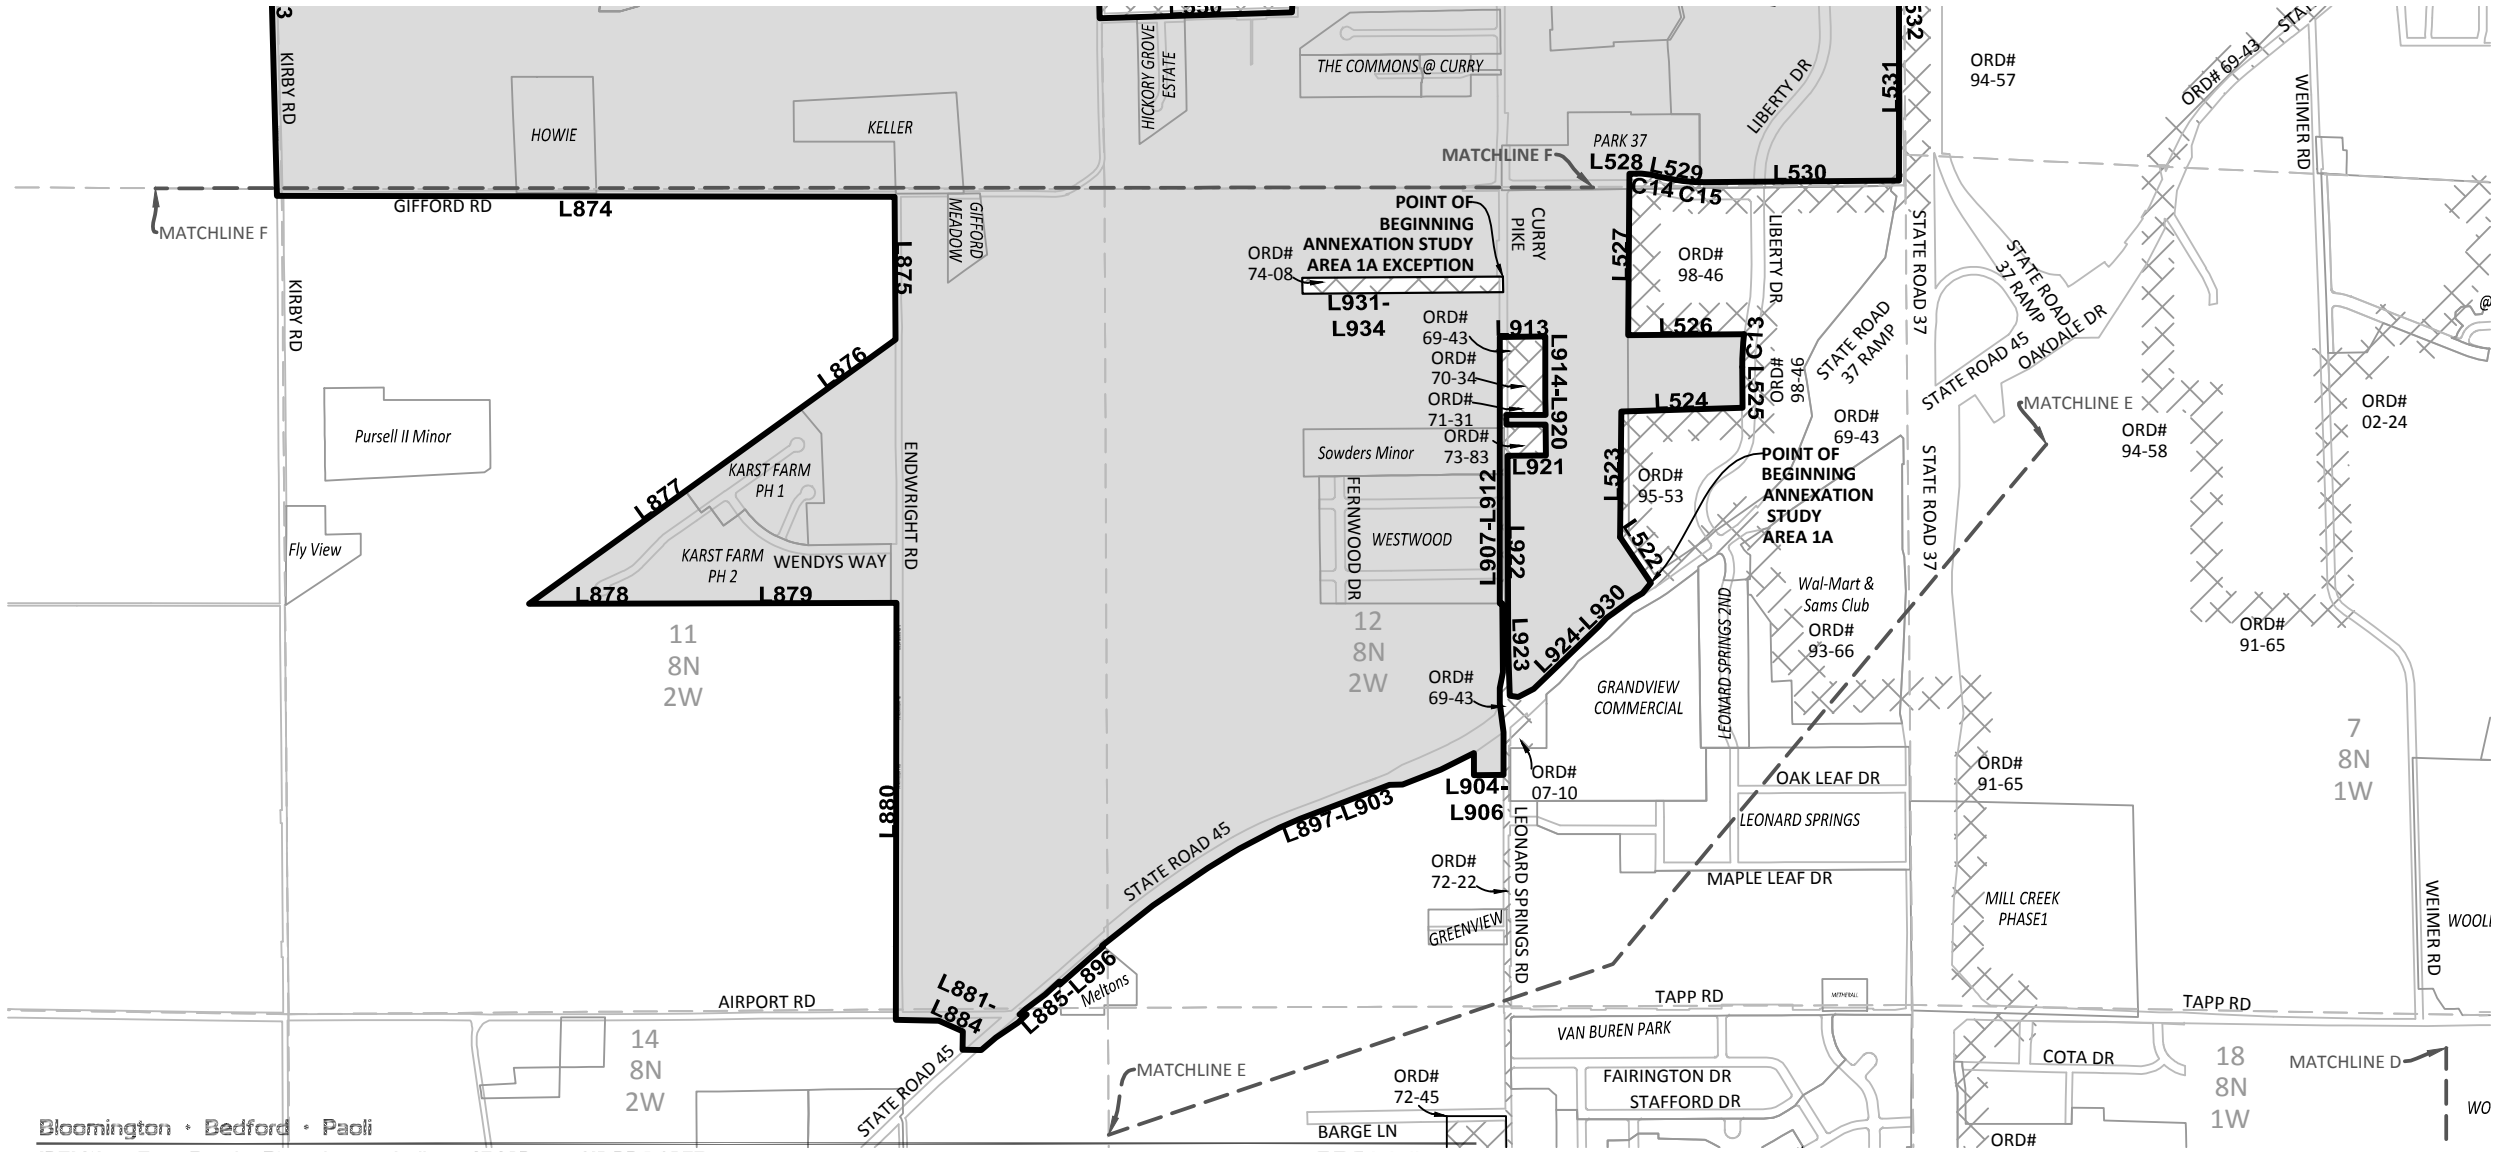 L550
532
STA
KIRBY RD
HICKORY GROVE
ESTATE
THE COMMONS @ CURRY
LIBERTY DR
L531
ORD#
94-57
ORD# 69-43
WEIMER RD
HOWIE
KELLER
PARK 37
MATCHLINE F
L528
L529
L530
C14
C15
GIFFORD RD
L874
MATCHLINE F
GIFFORD
MEADOW
L875
POINT OF
BEGINNING
ANNEXATION STUDY
AREA 1A EXCEPTION
CURRY
PIKE
ORD#
74-08
L931-
L934
L527
ORD#
98-46
LIBERTY DR
STATE ROAD 37
STATE ROAD
37 RAMP
KIRBY RD
ORD#
69-43
L913
L526
C13
STATE ROAD
37 RAMP
STATE ROAD 45
OAKDALE DR
@
ORD#
70-34
ORD#
71-31
ORD#
73-83
L914-L920
L921
L524
L525
ORD#
94-86
ORD#
69-43
MATCHLINE E
ORD#
94-58
ORD#
02-24
L876
L877
Pursell II Minor
KARST FARM
PH 1
ENDWRIGHT RD
Sowders Minor
L523
ORD#
95-53
POINT OF
BEGINNING
ANNEXATION
STUDY
AREA 1A
STATE ROAD 37
Fly View
KARST FARM
PH 2
WENDYS WAY
FERNWOOD DR
WESTWOOD
L907-L912
L922
L522
L878
L879
Wal-Mart &
Sams Club
ORD#
93-66
LEONARD SPRINGS 2ND
ORD#
91-65
11
8N
2W
12
8N
2W
L923
L924-L930
ORD#
69-43
GRANDVIEW
COMMERCIAL
7
8N
1W
L880
L904-
L906
ORD#
07-10
OAK LEAF DR
ORD#
91-65
L897-L903
LEONARD SPRINGS
STATE ROAD 45
ORD#
72-22
LEONARD SPRINGS RD
MAPLE LEAF DR
MILL CREEK
PHASE1
WEIMER RD
GREENVIEW
L881-
L884
L885-L896
Meltons
AIRPORT RD
TAPP RD
METHERALL
TAPP RD
14
8N
2W
STATE ROAD 45
MATCHLINE E
VAN BUREN PARK
COTA DR
18
8N
1W
MATCHLINE D
ORD#
72-45
FAIRINGTON DR
STAFFORD DR
BARGE LN
ORD#
WO
Bloomington • Bedford • Paoli